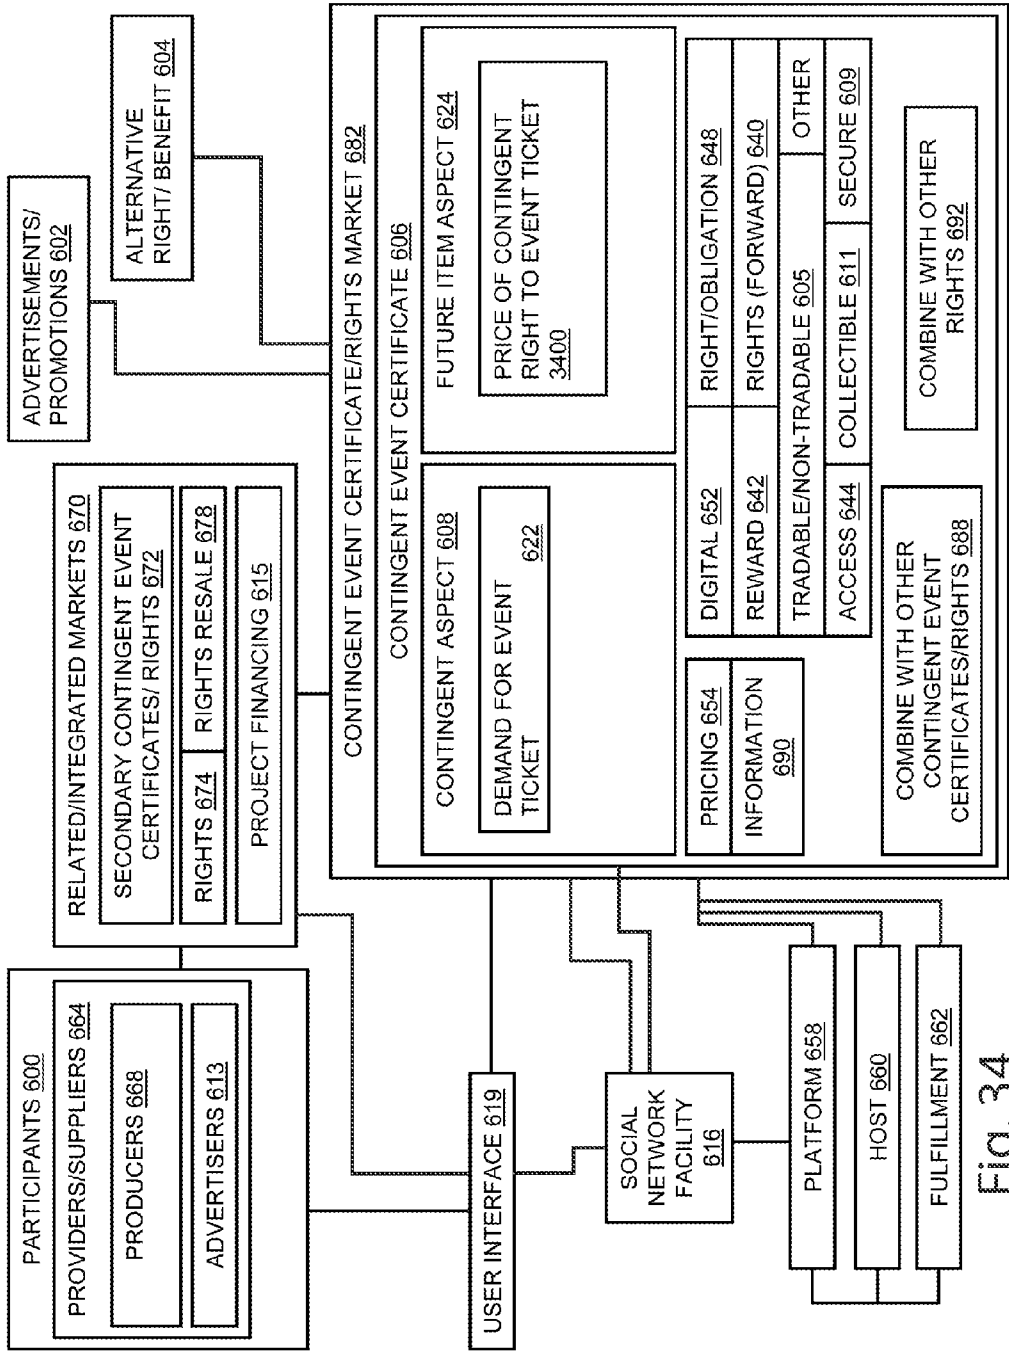 PARTICIPANTS 600
PROVIDERS/SUPPLIERS 664
PRODUCERS 668
ADVERTISERS 613
RELATED/INTEGRATED MARKETS 670
SECONDARY CONTINGENT EVENT
CERTIFICATES/ RIGHTS 672
RIGHTS 674
RIGHTS RESALE 678
PROJECT FINANCING 615
ADVERTISEMENTS/
PROMOTIONS 602
ALTERNATIVE
RIGHT/ BENEFIT 604
USER INTERFACE 619
SOCIAL
NETWORK
FACILITY
616
PLATFORM 658
HOST 660
FULFILLMENT 662
CONTINGENT EVENT CERTIFICATE/RIGHTS MARKET 682
CONTINGENT EVENT CERTIFICATE 606
CONTINGENT ASPECT 608
DEMAND FOR EVENT
TICKET
622
FUTURE ITEM ASPECT 624
PRICE OF CONTINGENT
RIGHT TO EVENT TICKET
3400
PRICING 654
INFORMATION
690
DIGITAL 652
RIGHT/OBLIGATION 648
REWARD 642
RIGHTS (FORWARD) 640
TRADABLE/NON-TRADABLE 605
OTHER
ACCESS 644
COLLECTIBLE 611
SECURE 609
COMBINE WITH OTHER
CONTINGENT EVENT
CERTIFICATES/RIGHTS 688
COMBINE WITH OTHER
RIGHTS 692
Fig. 34